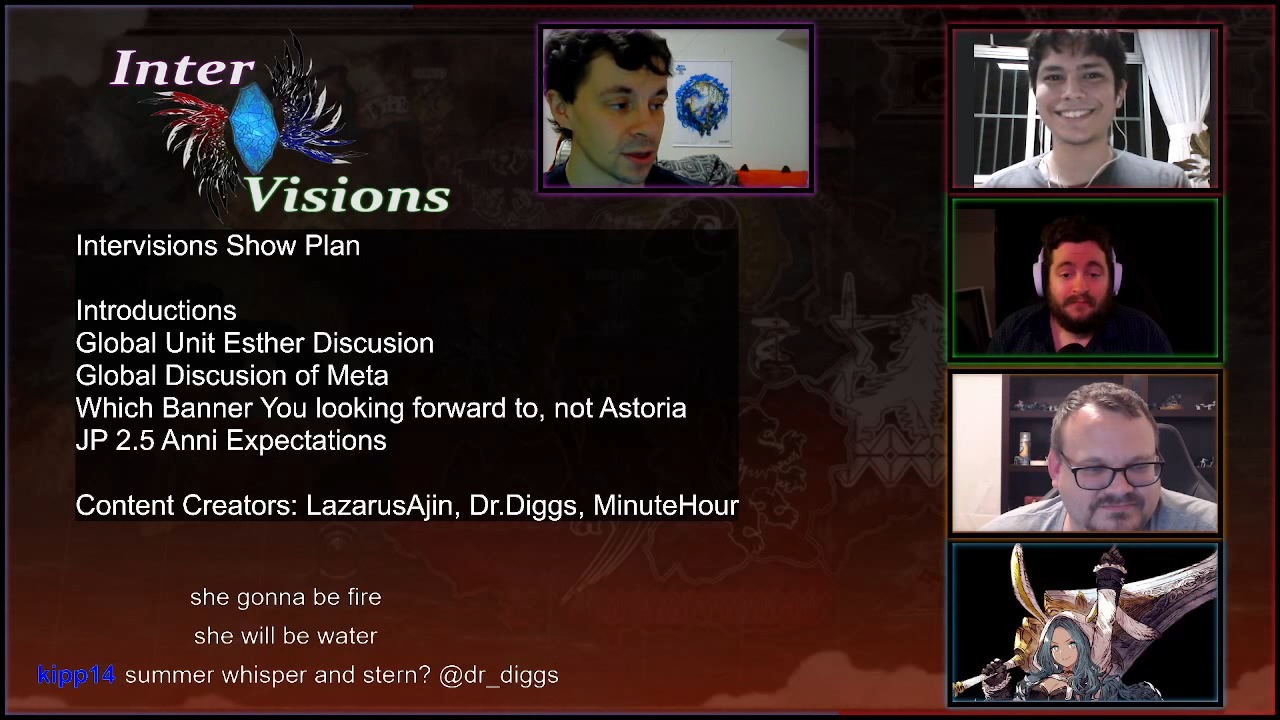 Inter
Visions
Intervisions Show Plan
Introductions
Global Unit Esther Discusion
Global Discusion of Meta
Which Banner You looking forward to, not Astoria
JP 2.5 Anni Expectations
Content Creators: LazarusAjin, Dr.Diggs, MinuteHour
she gonna be fire
she will be water
kipp14 summer whisper and stern? @dr_diggs